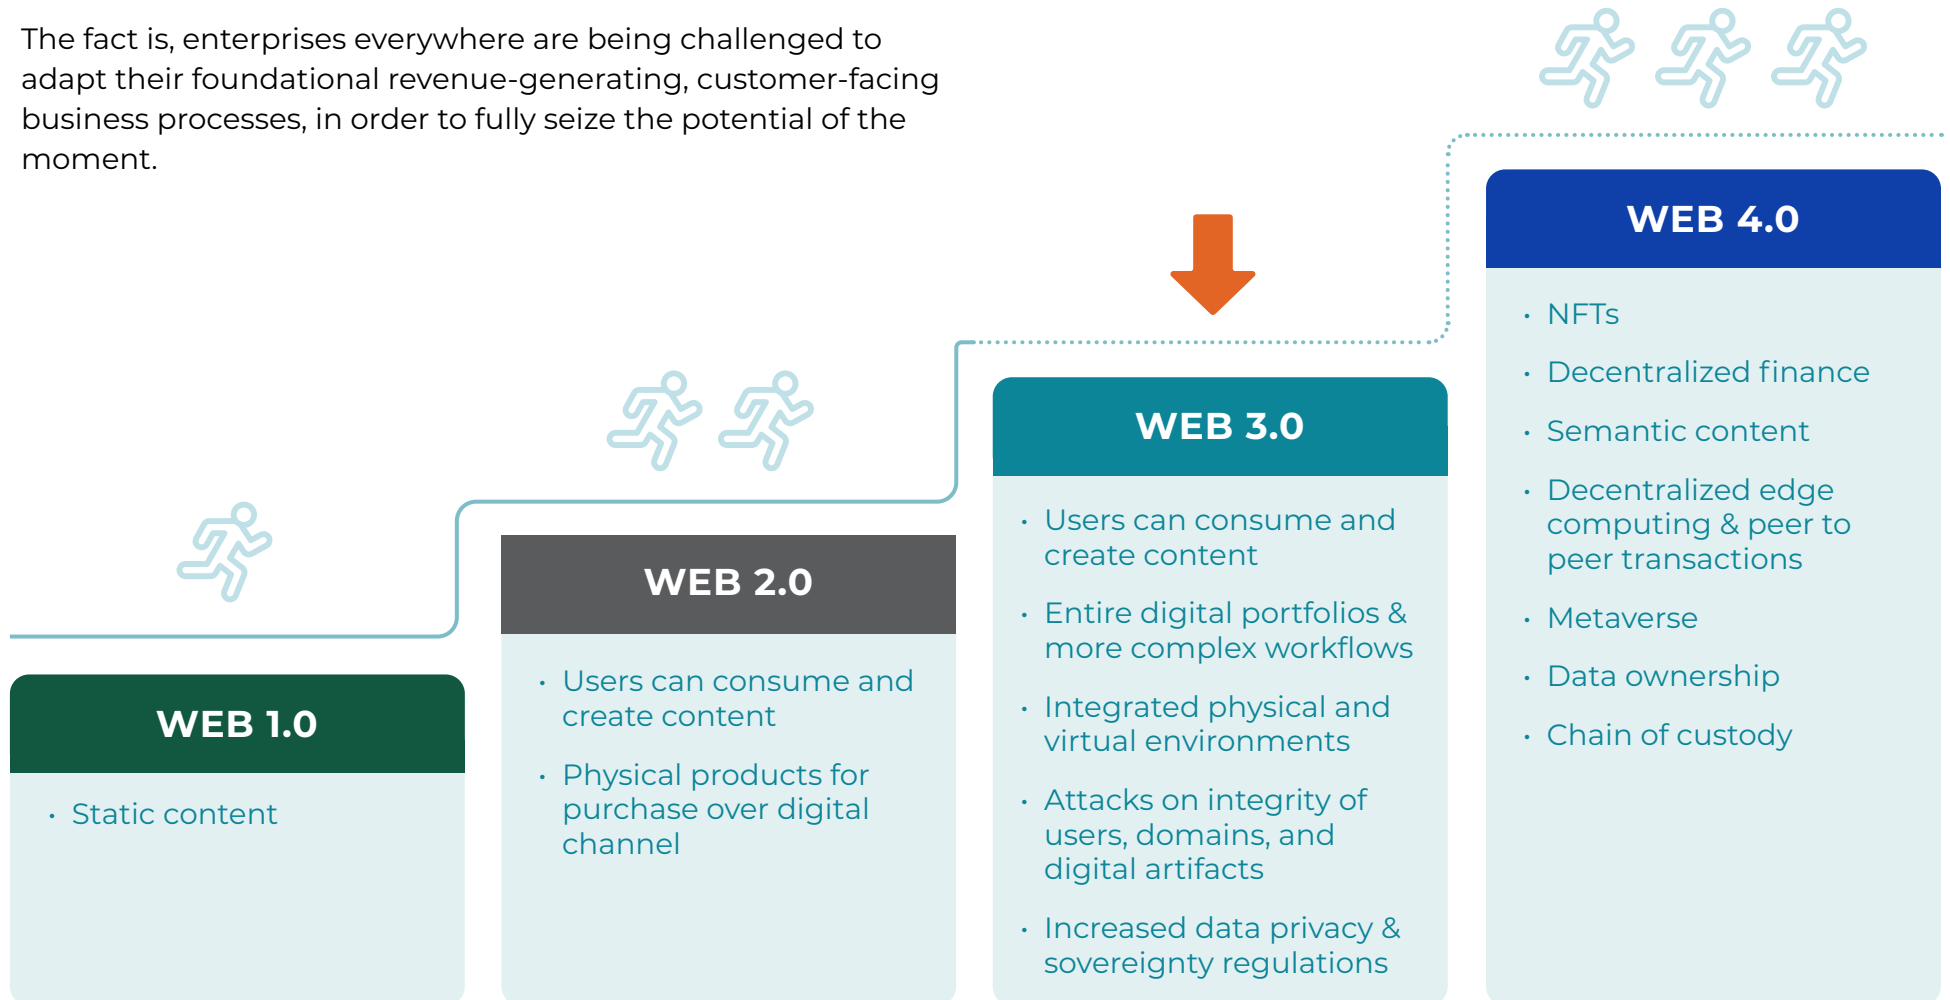 The fact is, enterprises everywhere are being challenged to
adapt their foundational revenue-generating, customer-facing
business processes, in order to fully seize the potential of the
moment.
WEB 1.0
• Static content
WEB 2.0
• Users can consume and
create content
• Physical products for
purchase over digital
channel
WEB 3.0
• Users can consume and
create content
• Entire digital portfolios &
more complex workflows
• Integrated physical and
virtual environments
• Attacks on integrity of
users, domains, and
digital artifacts
• Increased data privacy &
sovereignty regulations
WEB 4.0
• NFTs
• Decentralized finance
• Semantic content
• Decentralized edge
computing & peer to
peer transactions
• Metaverse
• Data ownership
• Chain of custody